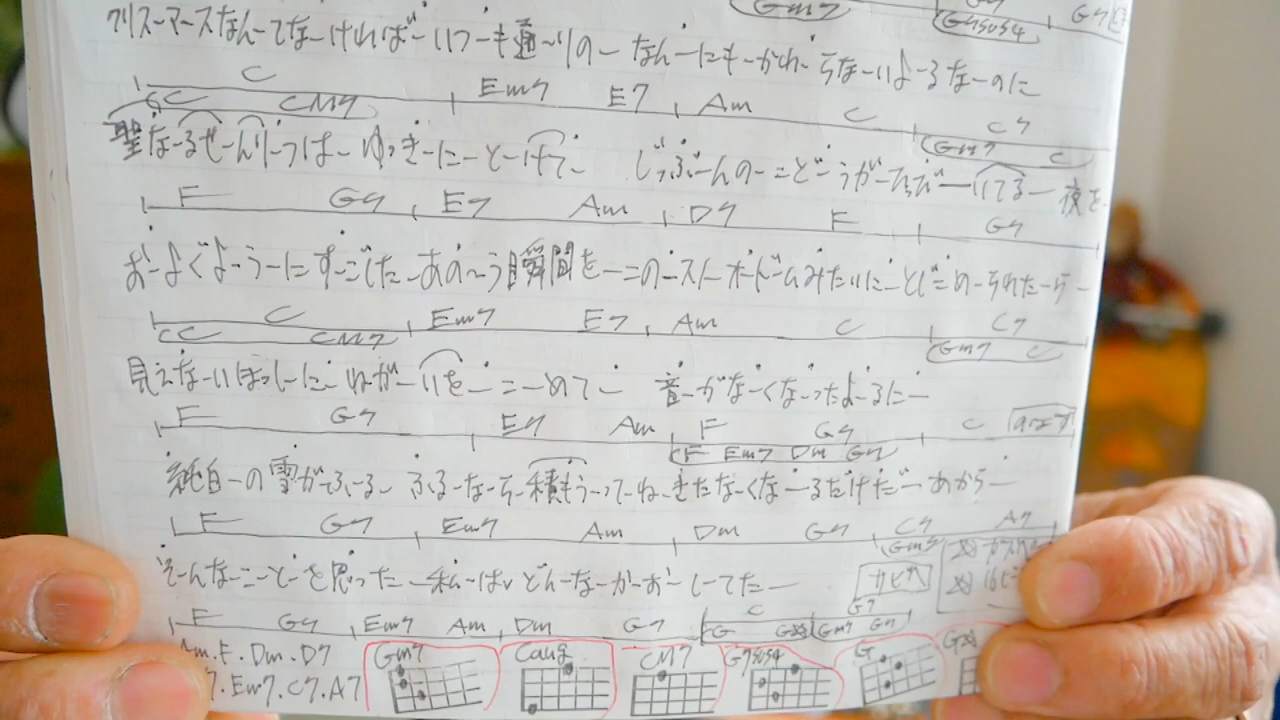 Gm7 G7sus4 G7
クリスーマースなんーてなーければー いつーも通ーりのー なんーにもーかわーらなーいよーるなーのに
C Em7 E7 Am C C7
CM7 Gm7 C
聖なーるぜーんりーつはー ゆっきーにーとーけてー じっぶーんのーことどーうがーただーいてるー 夜を
F G7 E7 Am D7 F G7
おーよぐよーうーにすーごしたーあのーう瞬間をーこのースノードームみたいにーとじこめーられたーらー
C Em7 E7 Am C C7
C C CM7 Gm7 C
見えなーいほっしーに ねがーいをーこーめてー 音ーがなーくなーったよーるにー
F G7 E7 Am F G7 C
F Em7 Dm G7
純白ーの雪がふーるー ふるーなーらー積もうーってーねーきたなーくなーるだけだーあからー
F G7 Em7 Am Dm G7 C7 A7
Gm7
そーんなーこーとーを思ったー私ーはv どんーなーかーおーしーてたー
サビへ
F G7 Em7 Am Dm G7 C G7
G Gm7 G7
Am.F.Dm.D7
.Em7.C7.A7
Gm7 Caug CM7 G7sus4 G